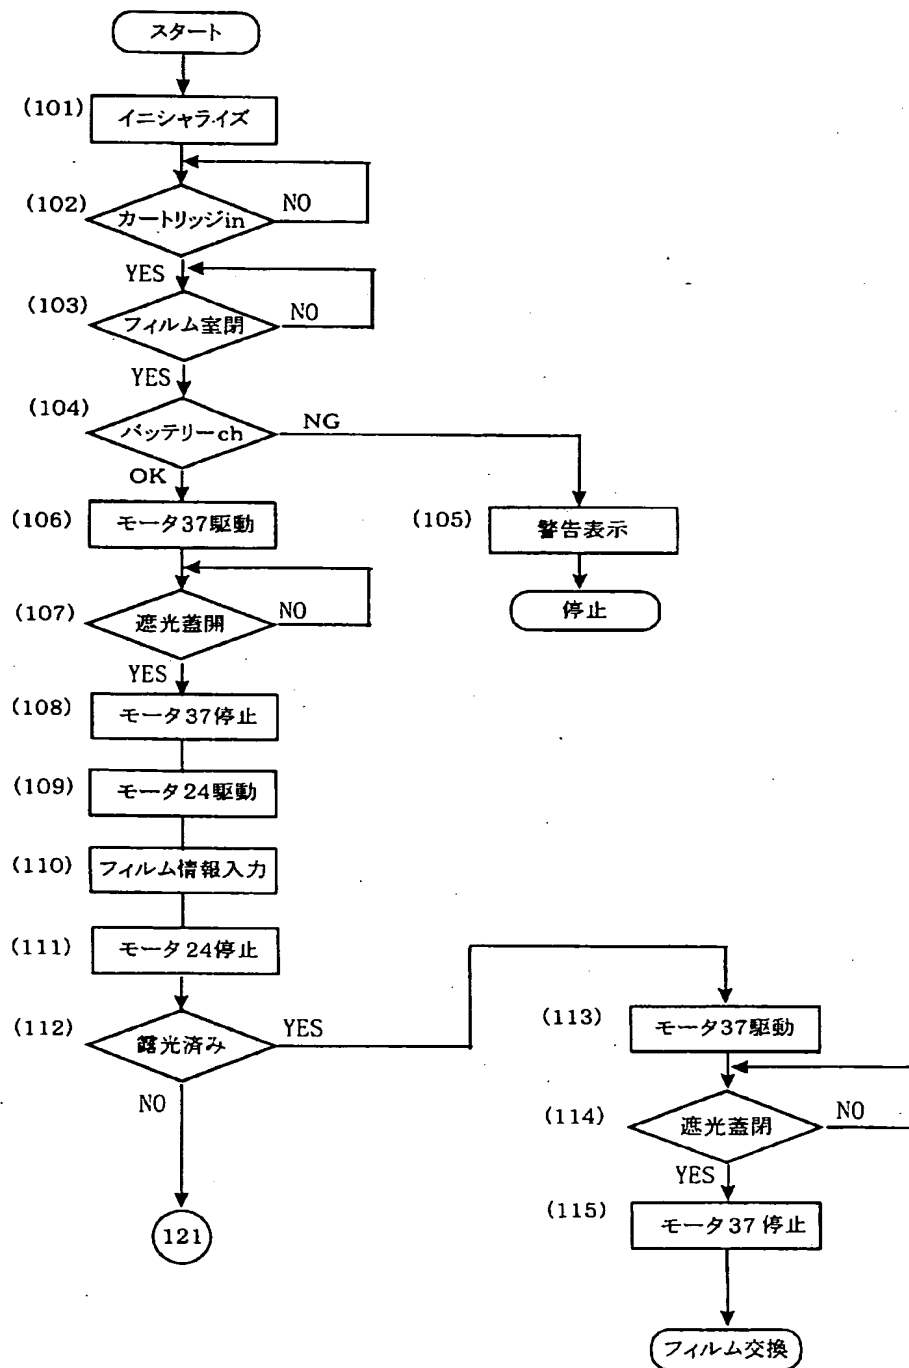 スタート
(101)
イニシャライズ
(102)
カートリッジin
NO
YES
(103)
フィルム室閉
NO
YES
(104)
バッテリーch
NG
OK
(106)
モータ37駆動
(105)
警告表示
(107)
遮光蓋開
NO
停止
YES
(108)
モータ37停止
(109)
モータ24駆動
(110)
フィルム情報入力
(111)
モータ24停止
(112)
露光済み
YES
NO
(113)
モータ37駆動
(114)
遮光蓋閉
NO
YES
(115)
モータ37停止
121
フィルム交換